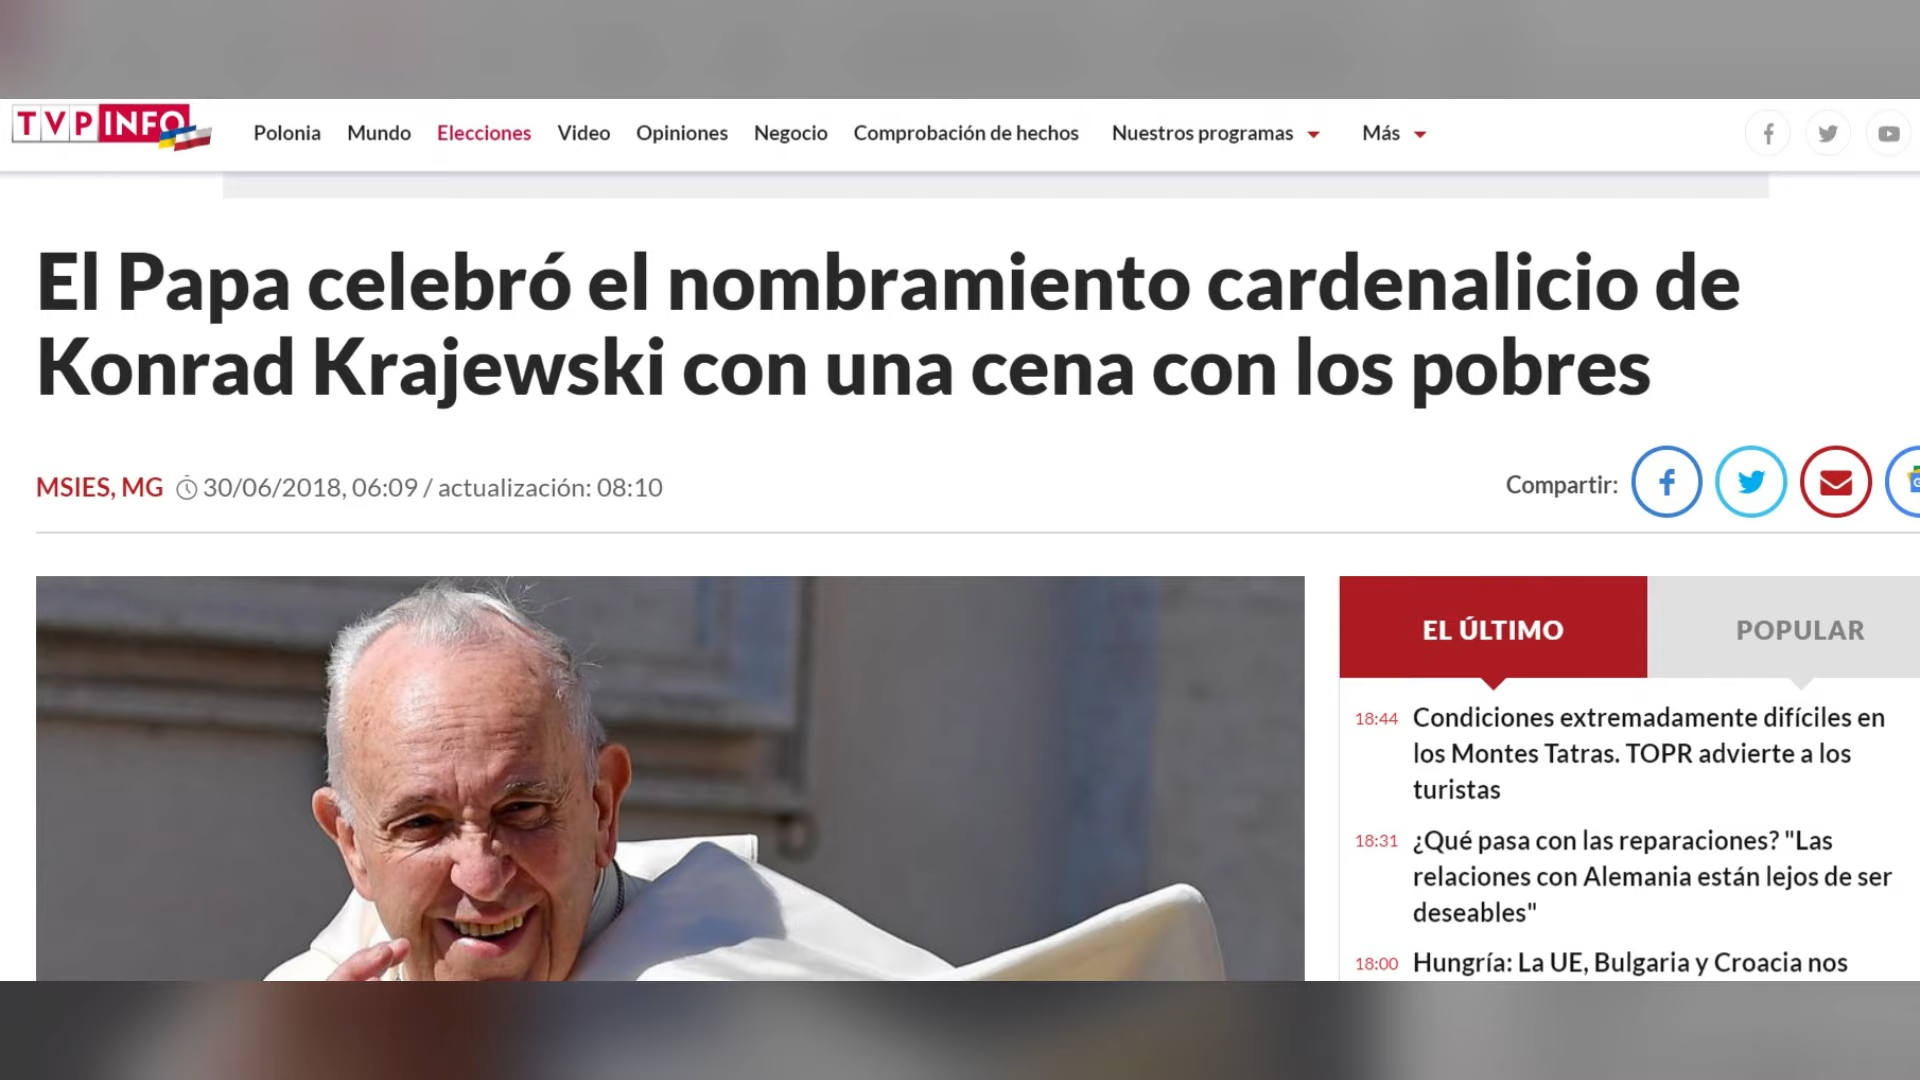 TVP INFO
Polonia Mundo Elecciones Video Opiniones Negocio Comprobación de hechos Nuestros programas Más
El Papa celebró el nombramiento cardenalicio de
Konrad Krajewski con una cena con los pobres
MSIES, MG 30/06/2018, 06:09 / actualización: 08:10
Compartir:
EL ÚLTIMO
POPULAR
18:44 Condiciones extremadamente difíciles en
los Montes Tatras. TOPR advierte a los
turistas
18:31 ¿Qué pasa con las reparaciones? "Las
relaciones con Alemania están lejos de ser
deseables"
18:00 Hungría: La UE, Bulgaria y Croacia nos